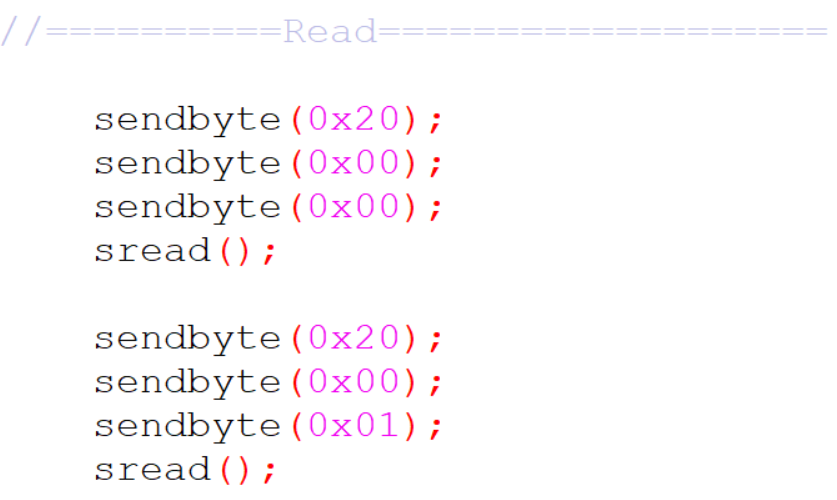 //==========Read===================
sendbyte(0x20);
sendbyte(0x00);
sendbyte(0x00);
sread();
sendbyte(0x20);
sendbyte(0x00);
sendbyte(0x01);
sread();